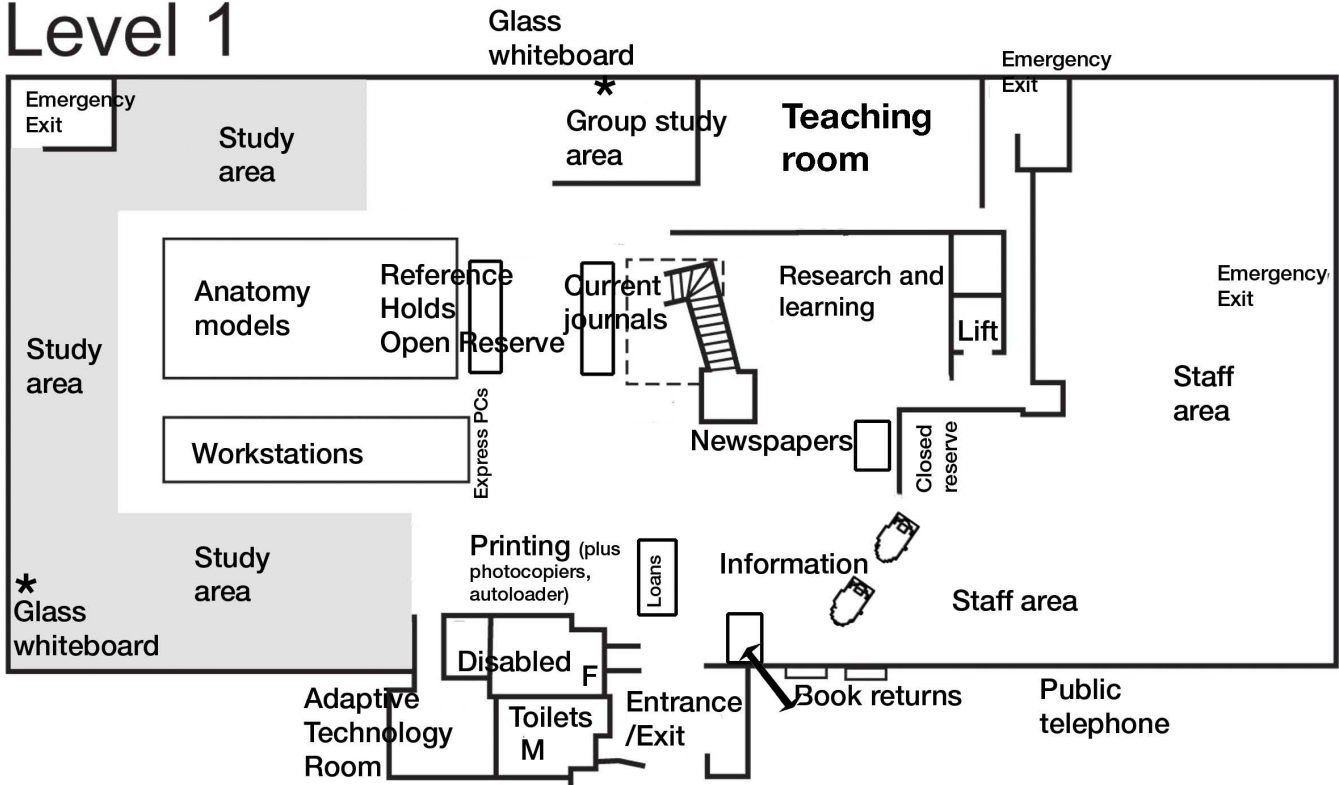 Level 1
Glass
whiteboard
*
Emergency
Exit
Emergency
Exit
Study
area
Group study
area
Teaching
room
Anatomy
models
Reference
Holds
Open Reserve
Current
journals
Research and
learning
Lift
Emergency
Exit
Study
area
Staff
area
Workstations
Express PCs
Newspapers
Closed
reserve
Study
area
Printing (plus
photocopiers,
autoloader)
Loans
Information
Staff area
*
Glass
whiteboard
Disabled
F
Adaptive
Technology
Room
Toilets
M
Entrance
/Exit
Book returns
Public
telephone